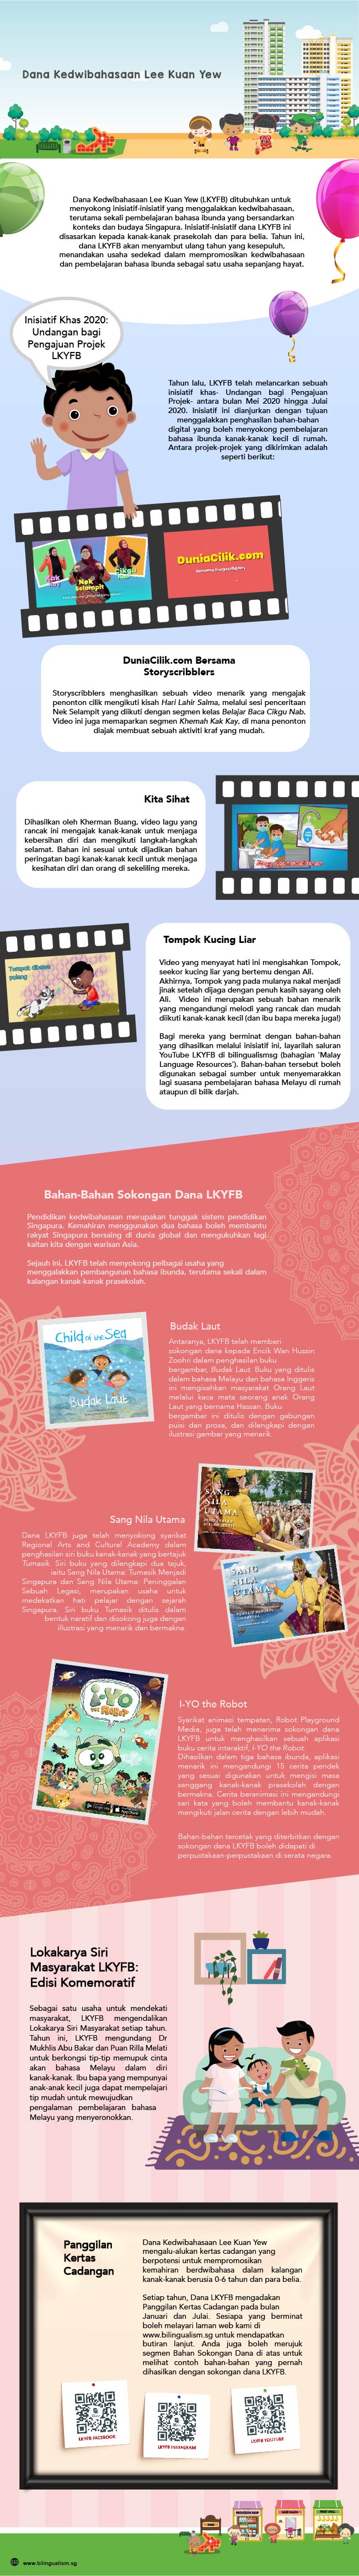 Dana Kedwibahasaan Lee Kuan Yew
Dana Kedwibahasaan Lee Kuan Yew (LKYFB) ditubuhkan untuk
menyokong inisiatif-inisiatif yang menggalakkan kedwibahasaan,
terutama sekali pembelajaran bahasa ibunda yang bersandarkan
konteks dan budaya Singapura. Inisiatif-inisiatif dana LKYFB ini
disasarkan kepada kanak-kanak prasekolah dan para belia. Tahun ini,
dana LKYFB akan menyambut ulang tahun yang kesepuluh,
menandakan usaha sedekad dalam mempromosikan kedwibahasaan
dan pembelajaran bahasa ibunda sebagai satu usaha sepanjang hayat.
Inisiatif Khas 2020:
Undangan bagi
Pengajuan Projek
LKYFB
Tahun lalu, LKYFB telah melancarkan sebuah
inisiatif khas- Undangan bagi Pengajuan
Projek- antara bulan Mei 2020 hingga Julai
2020. Inisiatif ini dianjurkan dengan tujuan
menggalakkan penghasilan bahan-bahan
digital yang boleh menyokong pembelajaran
bahasa ibunda kanak-kanak kecil di rumah.
Antara projek-projek yang dikirimkan adalah
seperti berikut:
Kak Kay
Nek Selampit
Cikgu Nab
DuniaCilik.com
DuniaCilik.com Bersama
Storyscribblers
Storyscribblers menghasilkan sebuah video menarik yang mengajak
penonton cilik mengikuti kisah Hari Lahir Salma, melalui sesi perceritaan
Nek Selampit yang diikuti dengan segmen kelas Belajar Baca Cikgu Nab.
Video ini juga memaparkan segmen Khemah Kak Kay, di mana penonton
diajak membuat sebuah aktiviti kraf yang mudah.
Kita Sihat
Dihasilkan oleh Kherman Buang, video lagu yang
rancak ini mengajak kanak-kanak untuk menjaga
kebersihan diri dan mengikuti langkah-langkah
selamat. Bahan ini sesuai untuk dijadikan bahan
peringatan bagi kanak-kanak kecil untuk menjaga
kesihatan diri dan orang di sekeliling mereka.
Tompok dibawa
pulang
Tompok Kucing Liar
Video yang menyayat hati ini mengisahkan Tompok,
seekor kucing liar yang bertemu dengan Ali.
Akhirnya, Tompok yang pada mulanya nakal menjadi
jinak setelah dijaga dengan penuh kasih sayang oleh
Ali. Video ini merupakan sebuah bahan menarik
yang mengandungi melodi yang rancak dan mudah
diikuti kanak-kanak kecil (dan ibu bapa mereka juga!)
Bagi mereka yang berminat dengan bahan-bahan
yang dihasilkan melalui inisiatif ini, layarilah saluran
YouTube LKYFB di bilingualismsg (bahagian 'Malay
Language Resources'). Bahan-bahan tersebut boleh
digunakan sebagai sumber untuk menyemarakkan
lagi suasana pembelajaran bahasa Melayu di rumah
ataupun di bilik darjah.
Bahan-Bahan Sokongan Dana LKYFB
Pendidikan kedwibahasaan merupakan tunggak sistem pendidikan
Singapura. Kemahiran menggunakan dua bahasa boleh membantu
rakyat Singapura bersaing di dunia global dan mengukuhkan lagi
kaitan kita dengan warisan Asia.
Sejauh ini, LKYFB telah menyokong pelbagai usaha yang
menggalakkan pembangunan bahasa ibunda, terutama sekali dalam
kalangan kanak-kanak prasekolah.
Child of the Sea
Budak Laut
Budak Laut
Antaranya, LKYFB telah memberi
sokongan dana kepada Encik Wan Hussin
Zoohri dalam penghasilan buku
bergambar, Budak Laut. Buku yang ditulis
dalam bahasa Melayu dan bahasa Inggeris
ini mengisahkan masyarakat Orang Laut
melalui kaca mata seorang anak Orang
Laut yang bernama Hassan. Buku
bergambar ini ditulis dengan gabungan
puisi dan prosa, dan dilengkapi dengan
ilustrasi gambar yang menarik.
Sang Nila Utama
Dana LKYFB juga telah menyokong syarikat
Regional Arts and Cultural Academy dalam
penghasilan siri buku kanak-kanak yang bertajuk
Tumasik. Siri buku yang dilengkapi dua tajuk,
iaitu Sang Nila Utama: Tumasik Menjadi
Singapura dan Sang Nila Utama: Peninggalan
Sebuah Legasi, merupakan usaha untuk
medekatkan hati pelajar dengan sejarah
Singapura. Siri buku Tumasik ditulis dalam
bentuk naratif dan disokong juga dengan
illustrasi yang menarik dan bermakna.
SANG
NILA
UTAMA
SANG
NILA
UTAMA
I-YO
the ROBOT
I-YO the Robot
Syarikat animasi tempatan, Robot Playground
Media, juga telah menerima sokongan dana
LKYFB untuk menghasilkan sebuah aplikasi
buku cerita interaktif, I-YO the Robot.
Dihasilkan dalam tiga bahasa ibunda, aplikasi
menarik ini mengandungi 15 cerita pendek
yang sesuai digunakan untuk mengisi masa
senggang kanak-kanak prasekolah dengan
bermakna. Cerita beranimasi ini mengandungi
sari kata yang boleh membantu kanak-kanak
mengikuti jalan cerita dengan lebih mudah.
Bahan-bahan tercetak yang diterbitkan dengan
sokongan dana LKYFB boleh didapati di
perpustakaan-perpustakaan di serata negara.
Lokakarya Siri
Masyarakat LKYFB:
Edisi Komemoratif
Sebagai satu usaha untuk mendekati
masyarakat, LKYFB mengendalikan
Lokakarya Siri Masyarakat setiap tahun.
Tahun ini, LKYFB mengundang Dr
Mukhlis Abu Bakar dan Puan Rilla Melati
untuk berkongsi tip-tip memupuk cinta
akan bahasa Melayu dalam diri
kanak-kanak. Ibu bapa yang mempunyai
anak-anak kecil juga dapat mempelajari
tip mudah untuk mewujudkan
pengalaman pembelajaran bahasa
Melayu yang menyeronokkan.
Panggilan
Kertas
Cadangan
Dana Kedwibahasaan Lee Kuan Yew
mengalu-alukan kertas cadangan yang
berpotensi untuk mempromosikan
kemahiran berdwibahasa dalam kalangan
kanak-kanak berusia 0-6 tahun dan para belia.
Setiap tahun, Dana LKYFB mengadakan
Panggilan Kertas Cadangan pada bulan
Januari dan Julai. Sesiapa yang berminat
boleh melayari laman web kami di
www.bilingualism.sg untuk mendapatkan
butiran lanjut. Anda juga boleh merujuk
segmen Bahan Sokongan Dana di atas untuk
melihat contoh bahan-bahan yang pernah
dihasilkan dengan sokongan dana LKYFB.
LKYFB FACEBOOK
LKYFB INSTAGRAM
LKYFB YOUTUBE
www.bilingualism.sg